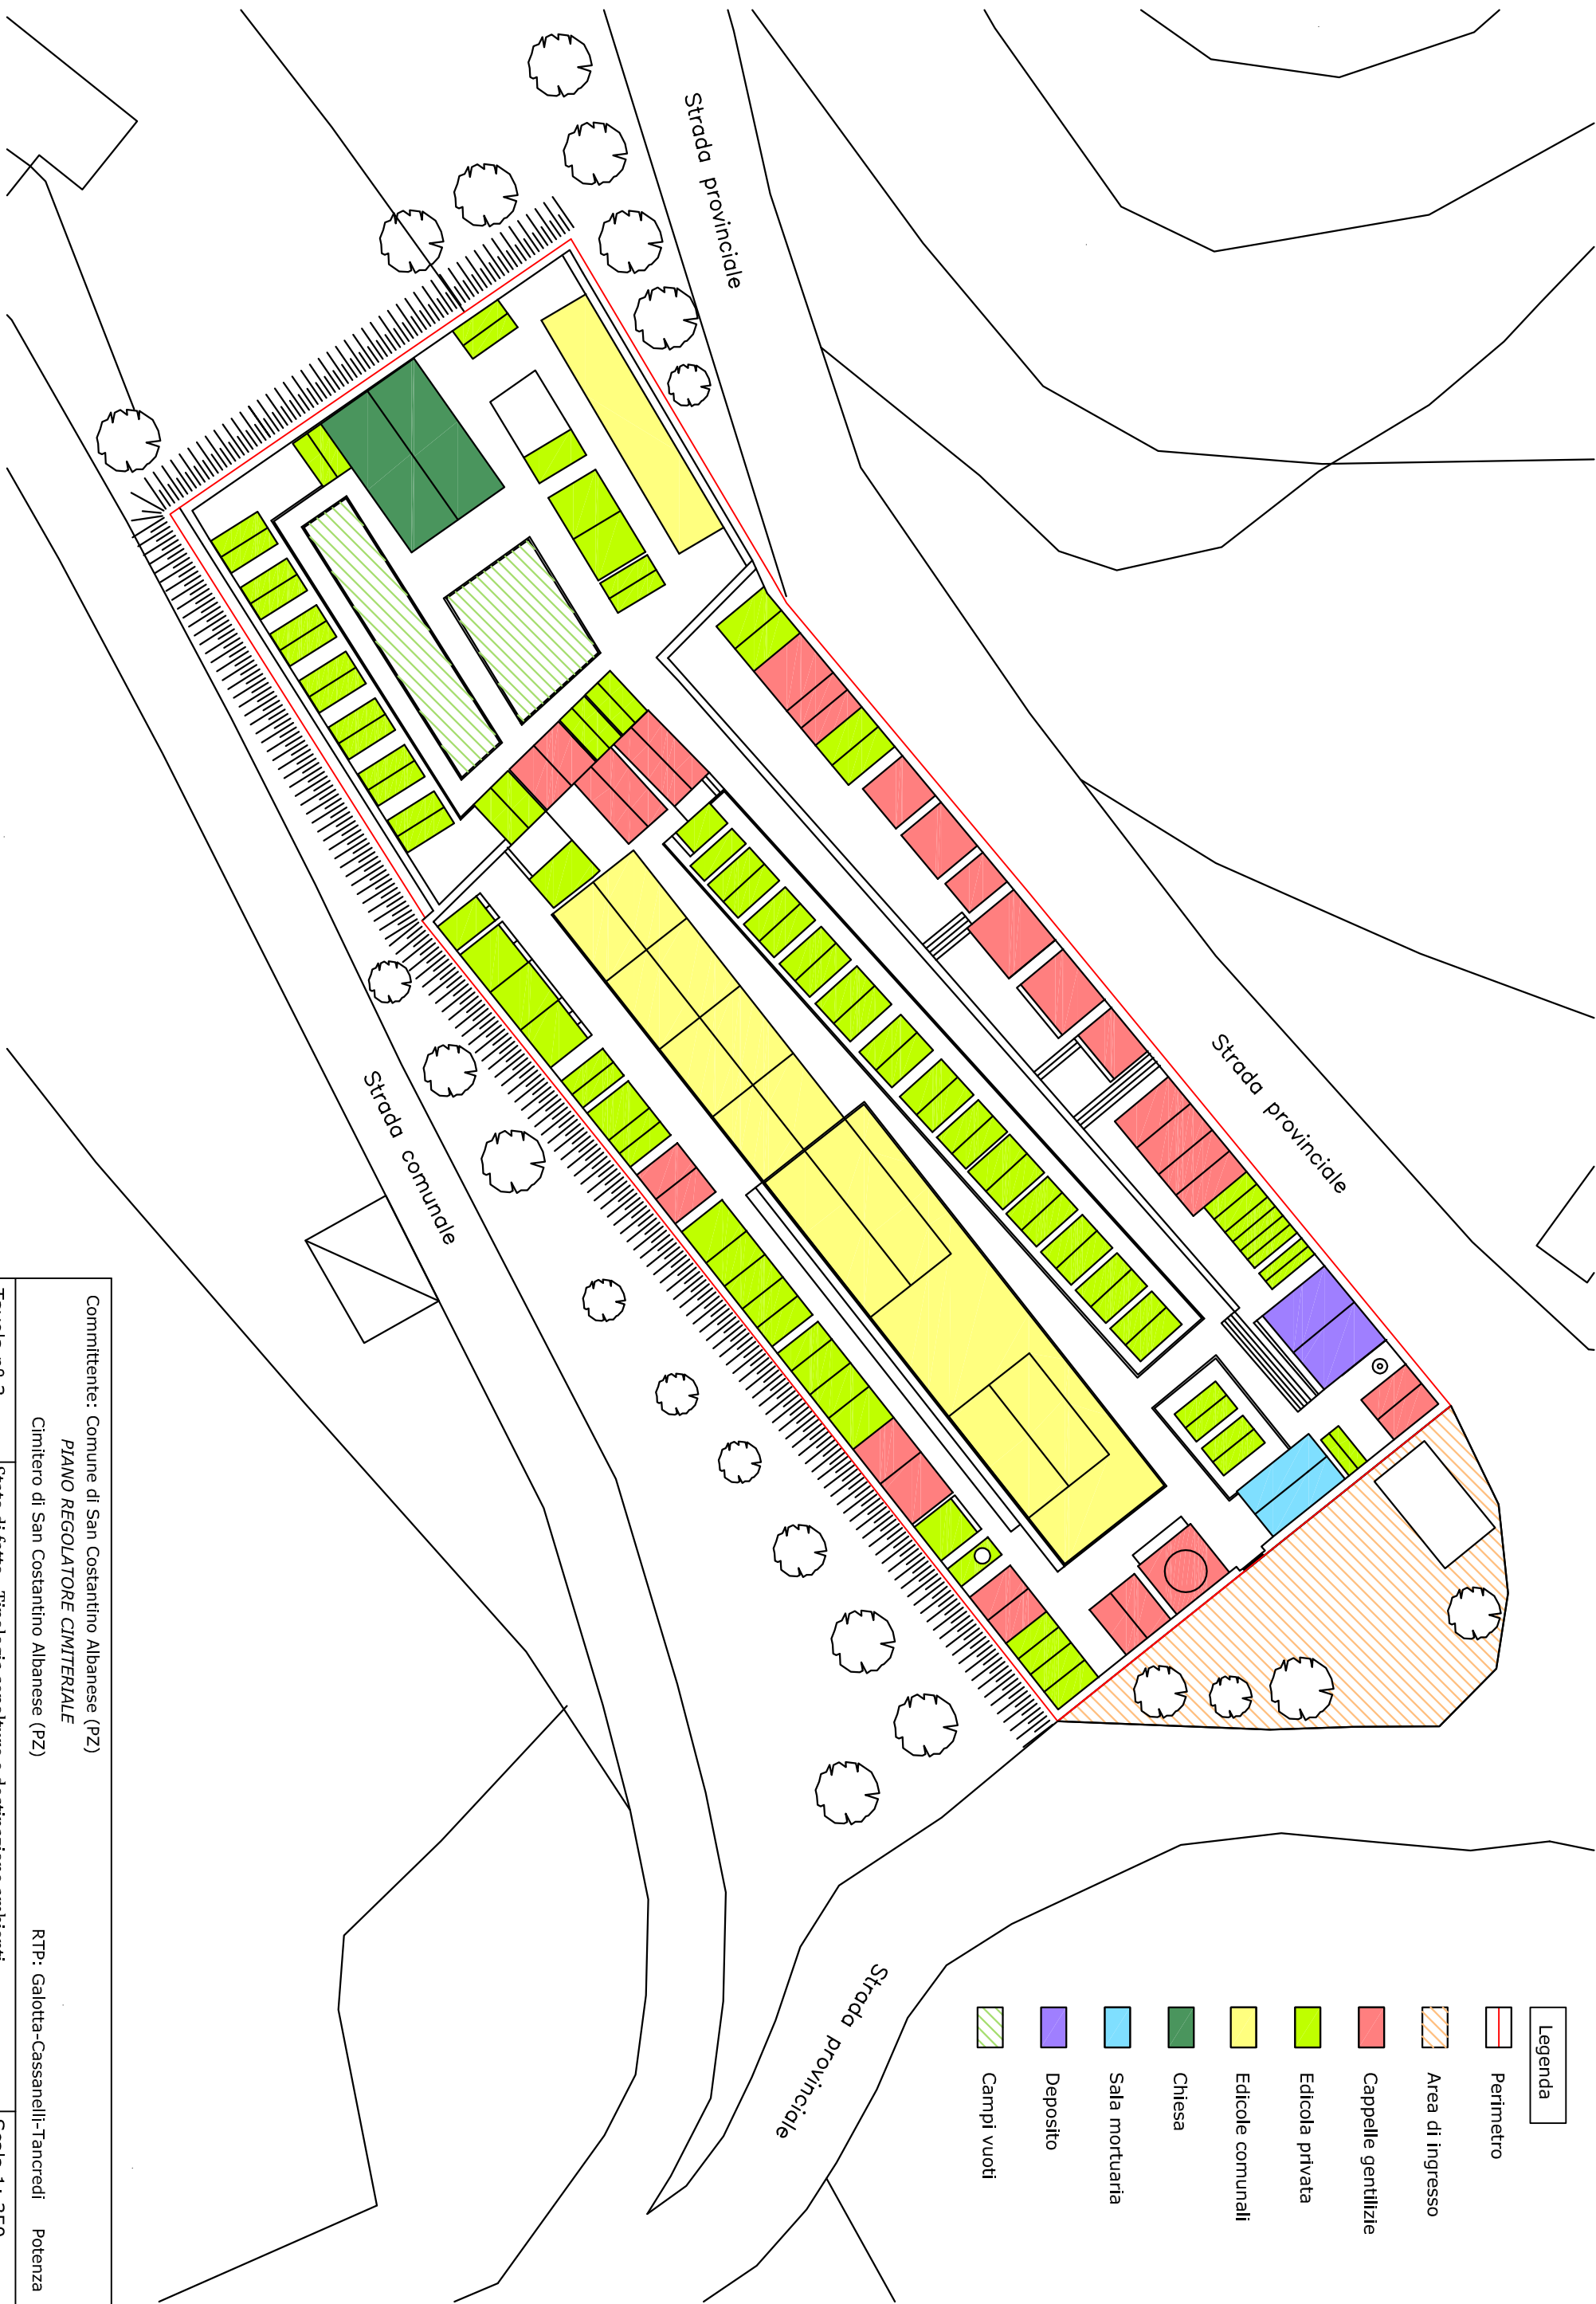 Strada provinciale
Strada provinciale
Strada comunale
Strada provinciale
Legenda
Perimetro
Area di ingresso
Cappelle gentilizie
Edicola privata
Edicole comunali
Chiesa
Sala mortuaria
Deposito
Campi vuoti
Committente: Comune di San Costantino Albanese (PZ)
PIANO REGOLATORE CIMITERIALE
Cimitero di San Costantino Albanese (PZ) RTP: Galotta-Cassanelli-Tancredi Potenza